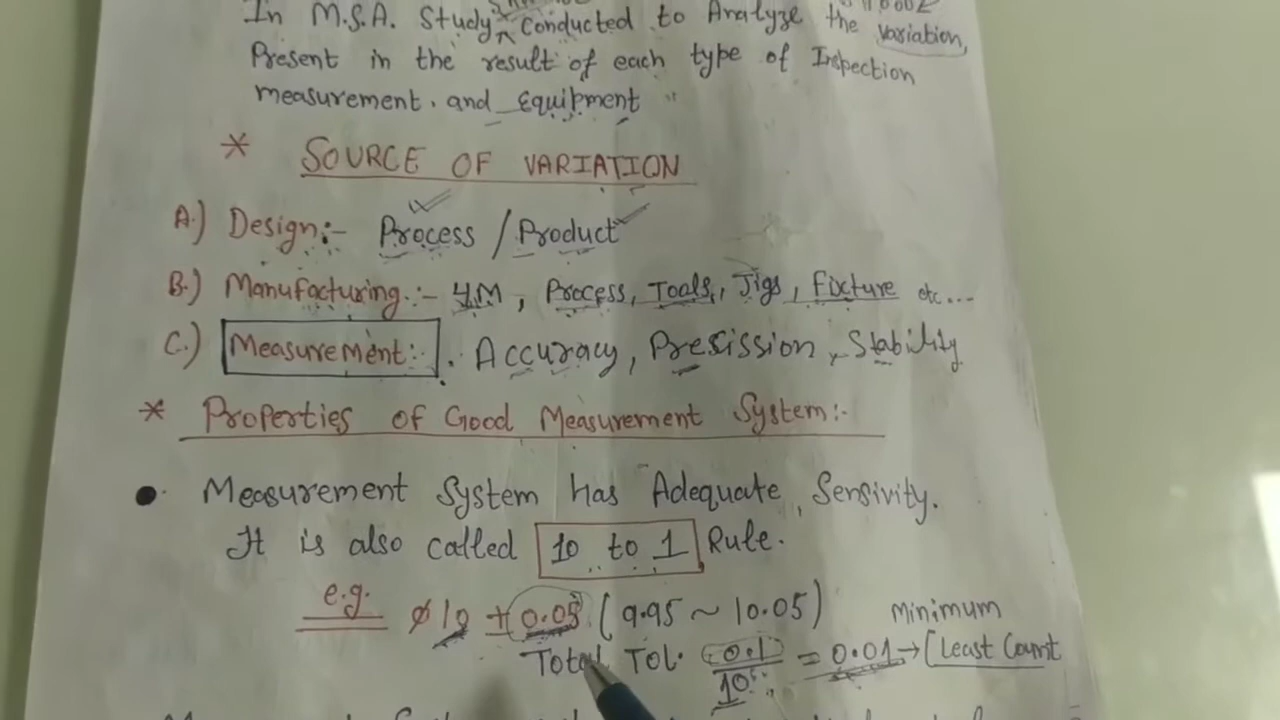 In M.S.A. Study Conducted to Analyze the variation,
Present in the result of each type of Inspection
measurement. and Equipment "
* SOURCE OF VARIATION
A.) Design:- Process / Product
B.) Manufacturing:- 4M, Process, Tools, Jigs, Fixture etc...
C.) Measurement:- Accuracy, Presission, Stability
* Properties of Good Measurement System:-
• Measurement System has Adequate Sensivity.
It is also called 10 to 1 Rule.
e.g. ϕ10 ± 0.05 (9.95 ~ 10.05) Minimum
Total Tol. 0.1/10 = 0.01 → [Least Count